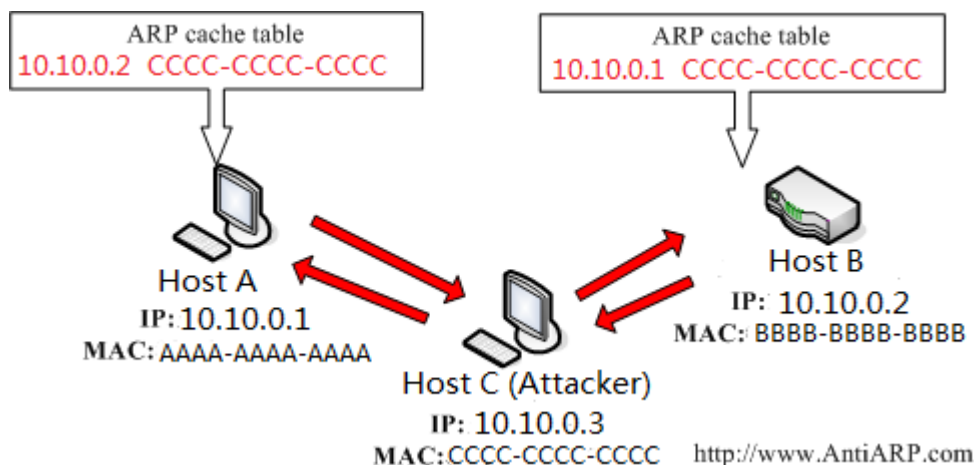 ARP cache table
10.10.0.2 CCCC-CCCC-CCCC
ARP cache table
10.10.0.1 CCCC-CCCC-CCCC
Host A
IP: 10.10.0.1
MAC: AAAA-AAAA-AAAA
Host B
IP: 10.10.0.2
MAC: BBBB-BBBB-BBBB
Host C (Attacker)
IP: 10.10.0.3
MAC:CCCC-CCCC-CCCC
http://www.AntiARP.com